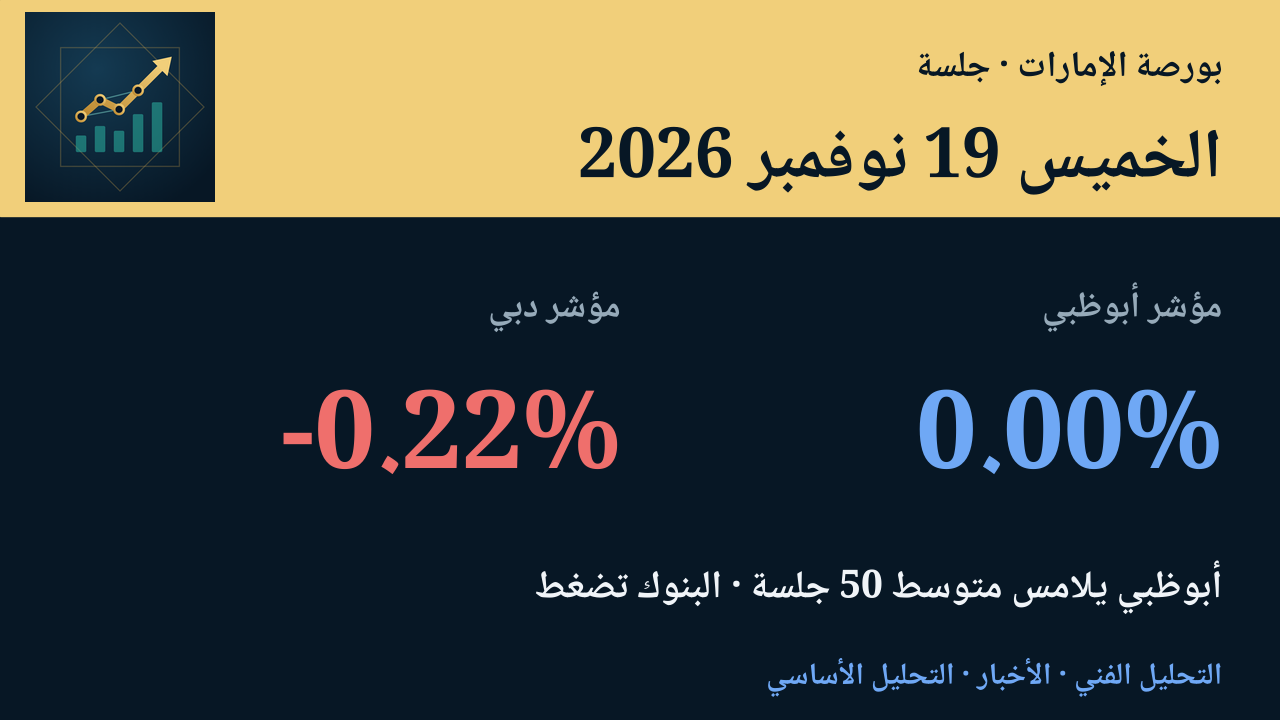 بورصة الإمارات · جلسة
الخميس 19 نوفمبر 2026
مؤشر أبوظبي
مؤشر دبي
0.00%
-0.22%
أبوظبي يلامس متوسط 50 جلسة · البنوك تضغط
التحليل الفني · الأخبار · التحليل الأساسي